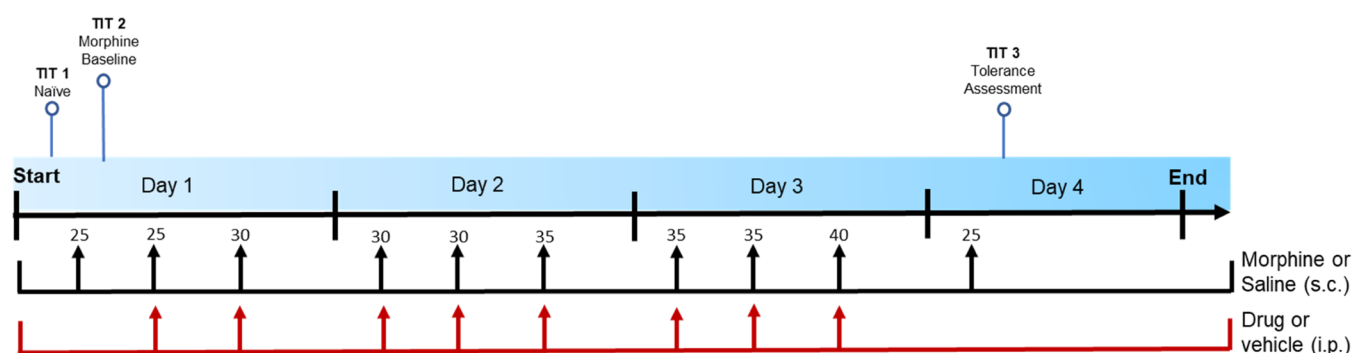 TIT 2
Morphine
Baseline
TIT 1
Naïve
TIT 3
Tolerance
Assessment
Start
Day 1
Day 2
Day 3
Day 4
End
25 25 30 30 30 35 35 35 40 25
Morphine or
Saline (s.c.)
Drug or
vehicle (i.p.)